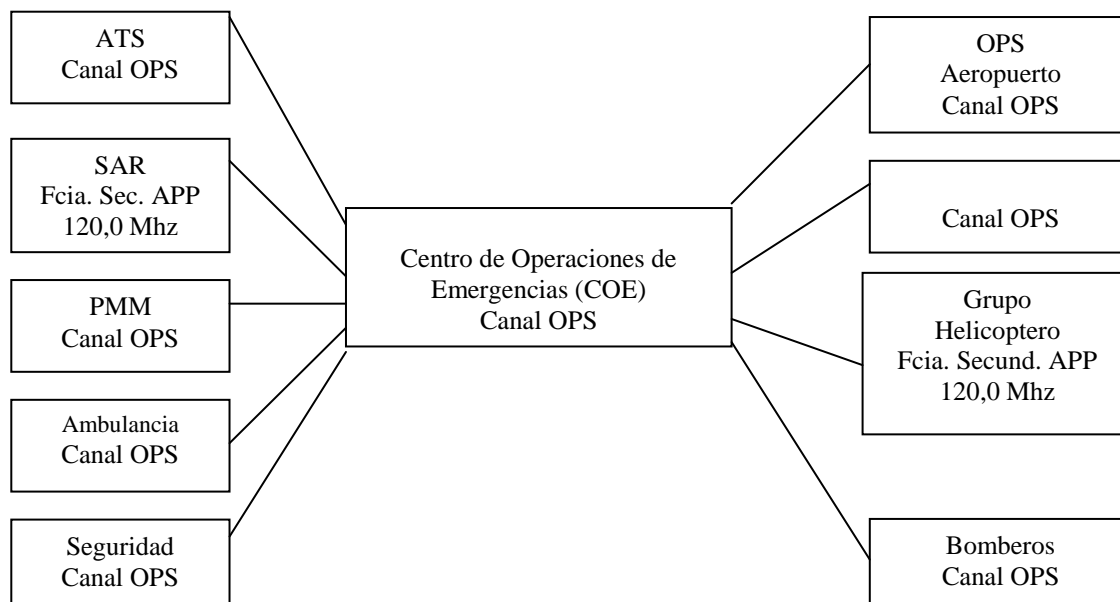 ATS
Canal OPS
SAR
Fcia. Sec. APP
120,0 Mhz
PMM
Canal OPS
Ambulancia
Canal OPS
Seguridad
Canal OPS
Centro de Operaciones de
Emergencias (COE)
Canal OPS
OPS
Aeropuerto
Canal OPS
Canal OPS
Grupo
Helicoptero
Fcia. Secund. APP
120,0 Mhz
Bomberos
Canal OPS